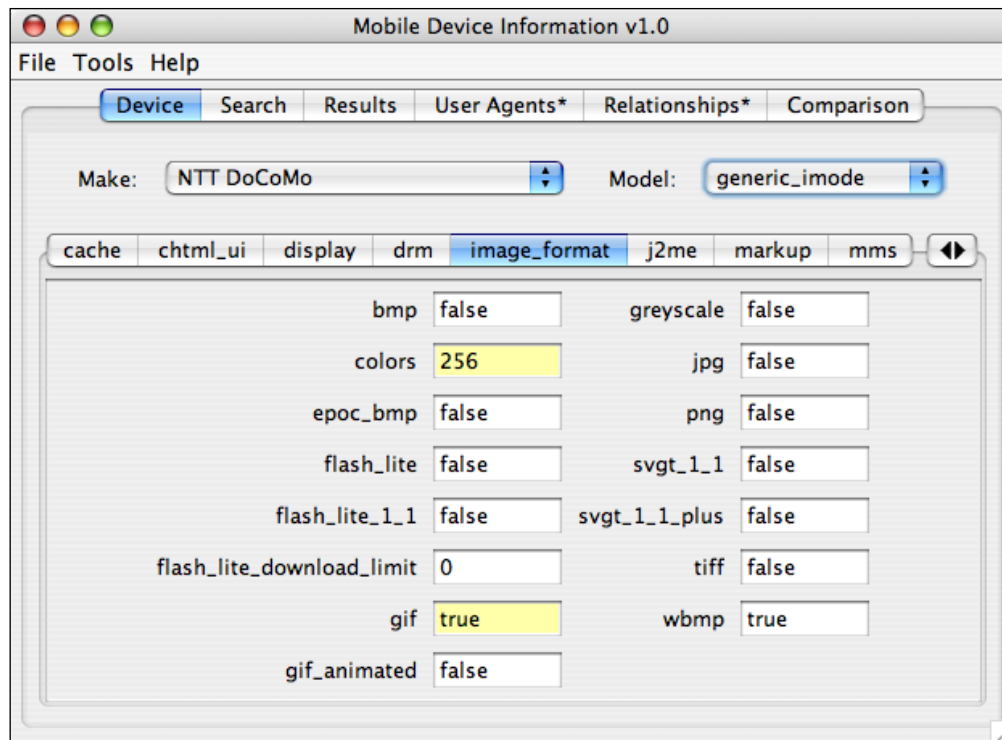 Mobile Device Information v1.0
File Tools Help
Device Search Results User Agents* Relationships* Comparison
Make: NTT DoCoMo Model: generic_imode
cache chtml_ui display drm image_format j2me markup mms
bmp false greyscale false
colors 256 jpg false
epoc_bmp false png false
flash_lite false svgt_1_1 false
flash_lite_1_1 false svgt_1_1_plus false
flash_lite_download_limit 0 tiff false
gif true wbmp true
gif_animated false